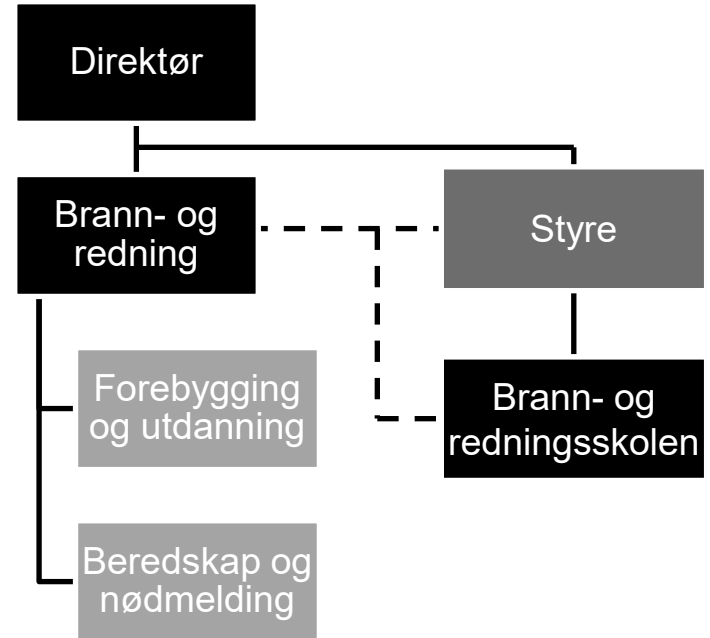 Direktør
Brann- og
redning
Styre
Forebygging
og utdanning
Brann- og
redningsskolen
Beredskap og
nødmelding